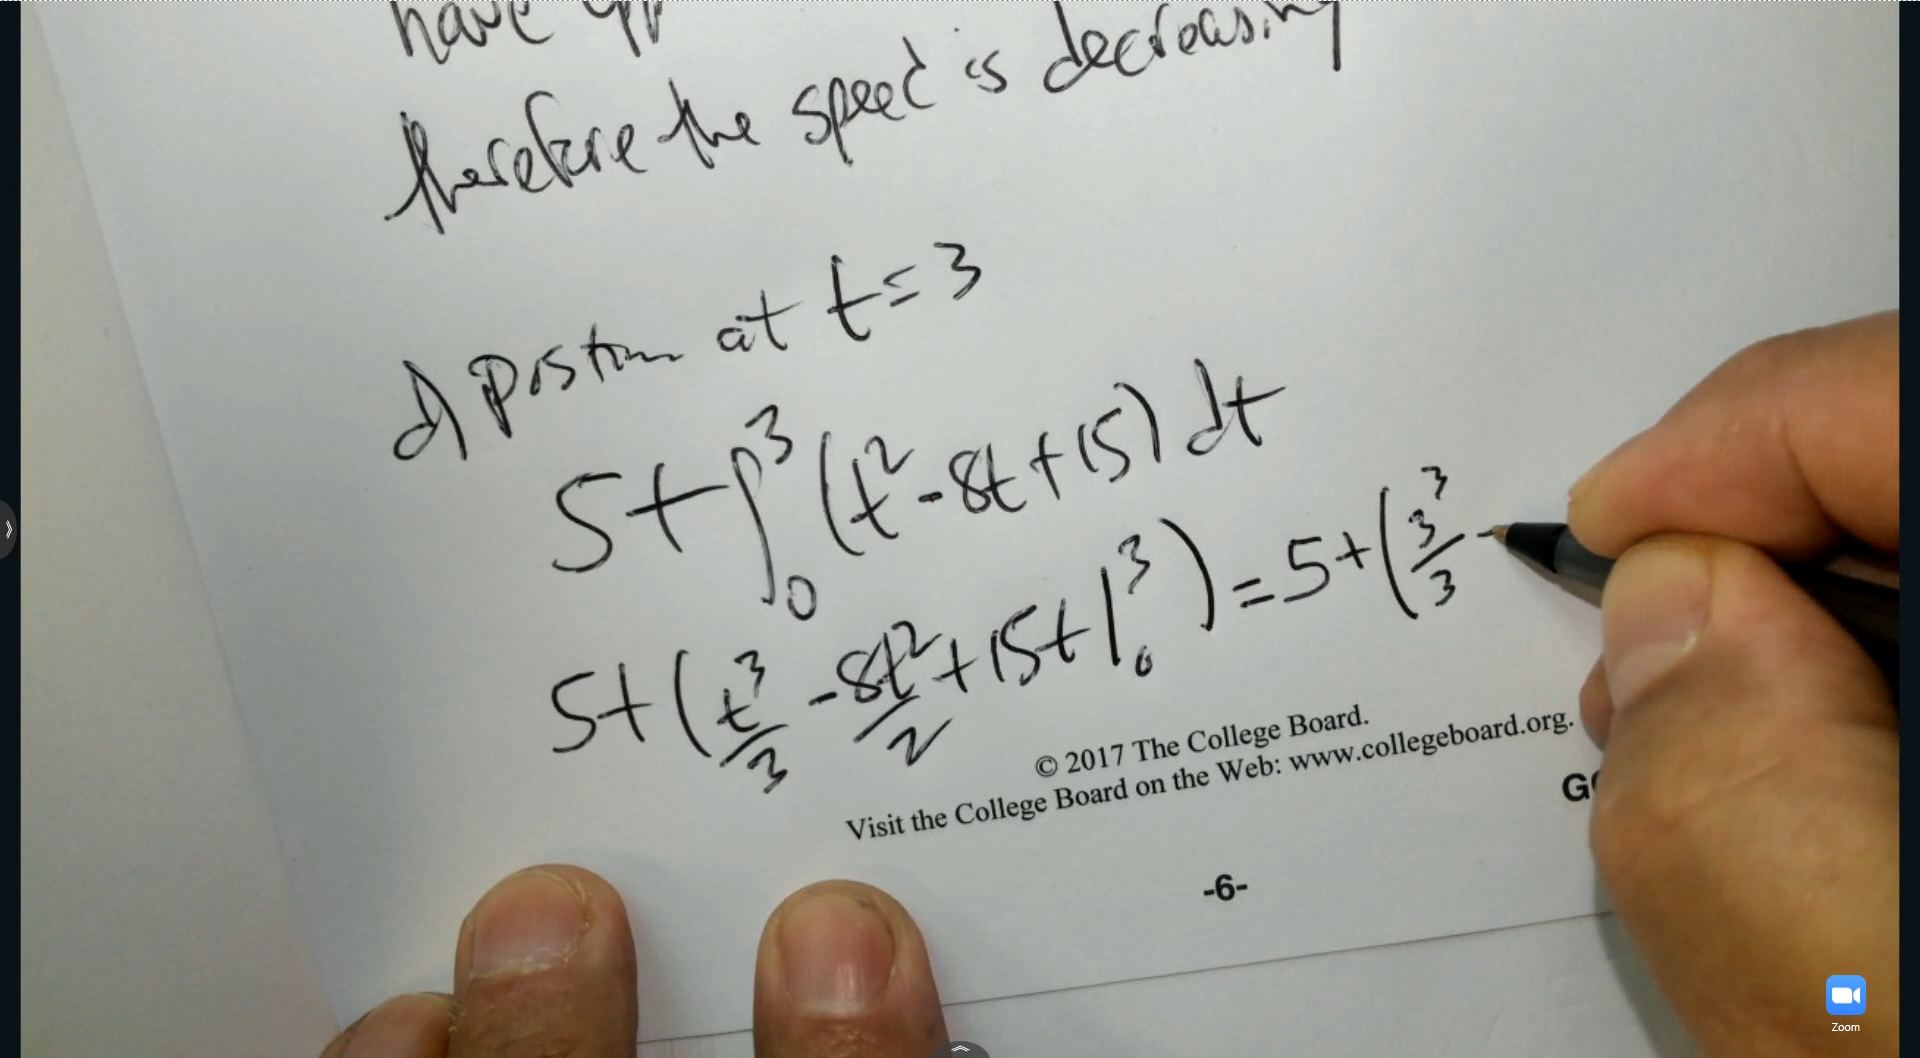 have opp
therefore the speed is decreasing
d) Position at t = 3
5+∫₀³ (t²-8t+15) dt
5+(t³/3 -8t²/2 +15t|₀³) = 5+(3³/3 -
© 2017 The College Board.
Visit the College Board on the Web: www.collegeboard.org.
-6-
Zoom